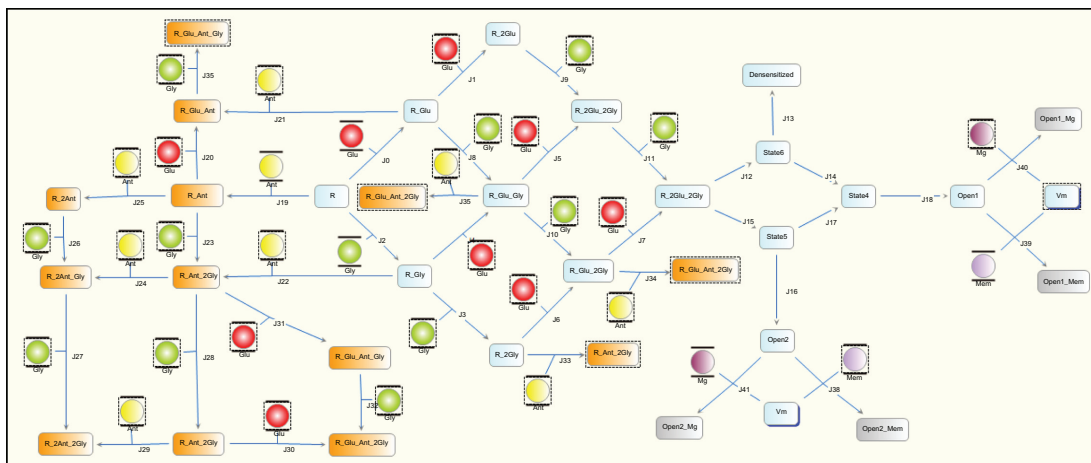 R_Glu_Ant_Gly
R_2Glu
Glu
Gly
Gly
J35
Ant
J1
J9
Densensitized
R_Glu_Ant
J21
R_Glu
R_2Glu_2Gly
J13
Open1_Mg
Glu
J20
Ant
Ant
Glu
J0
Gly
J8
Glu
J5
Gly
J11
State6
Mg
J40
R_2Ant
J25
R_Ant
J19
R
R_Glu_Ant_2Gly
Ant
J35
R_Glu_Gly
R_2Glu_2Gly
J12
J14
State4
J18
Open1
Vm
J26
Gly
Gly
J23
Ant
Ant
J2
Gly
Gly
J10
Glu
J7
J15
J17
State5
J39
Mem
R_2Ant_Gly
J24
R_Ant_2Gly
J22
R_Gly
Glu
R_Glu_2Gly
J34
R_Glu_Ant_2Gly
Open1_Mem
Glu
J6
Ant
J16
J31
Glu
J3
Gly
J27
Gly
Gly
J28
R_Glu_Ant_Gly
R_2Gly
J33
R_Ant_2Gly
Open2
Ant
Mg
Mem
J32
Gly
J41
J38
Ant
Glu
Vm
R_2Ant_2Gly
J29
R_Ant_2Gly
J30
R_Glu_Ant_2Gly
Open2_Mg
Open2_Mem